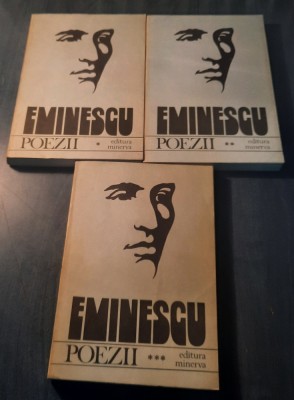 EMINESCU
POEZII * editura
minerva
EMINESCU
POEZII ** editura
minerva
EMINESCU
POEZII *** editura
minerva